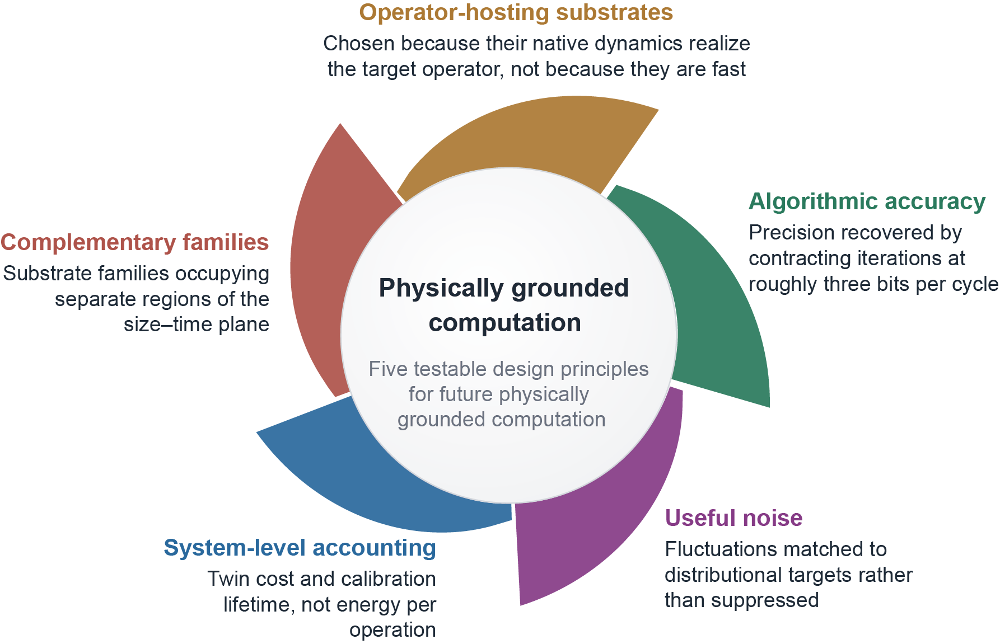 Operator-hosting substrates
Chosen because their native dynamics realize
the target operator, not because they are fast
Algorithmic accuracy
Precision recovered by
contracting iterations at
roughly three bits per cycle
Complementary families
Substrate families occupying
separate regions of the
size–time plane
Physically grounded
computation
Five testable design principles
for future physically
grounded computation
Useful noise
Fluctuations matched to
distributional targets rather
than suppressed
System-level accounting
Twin cost and calibration
lifetime, not energy per
operation